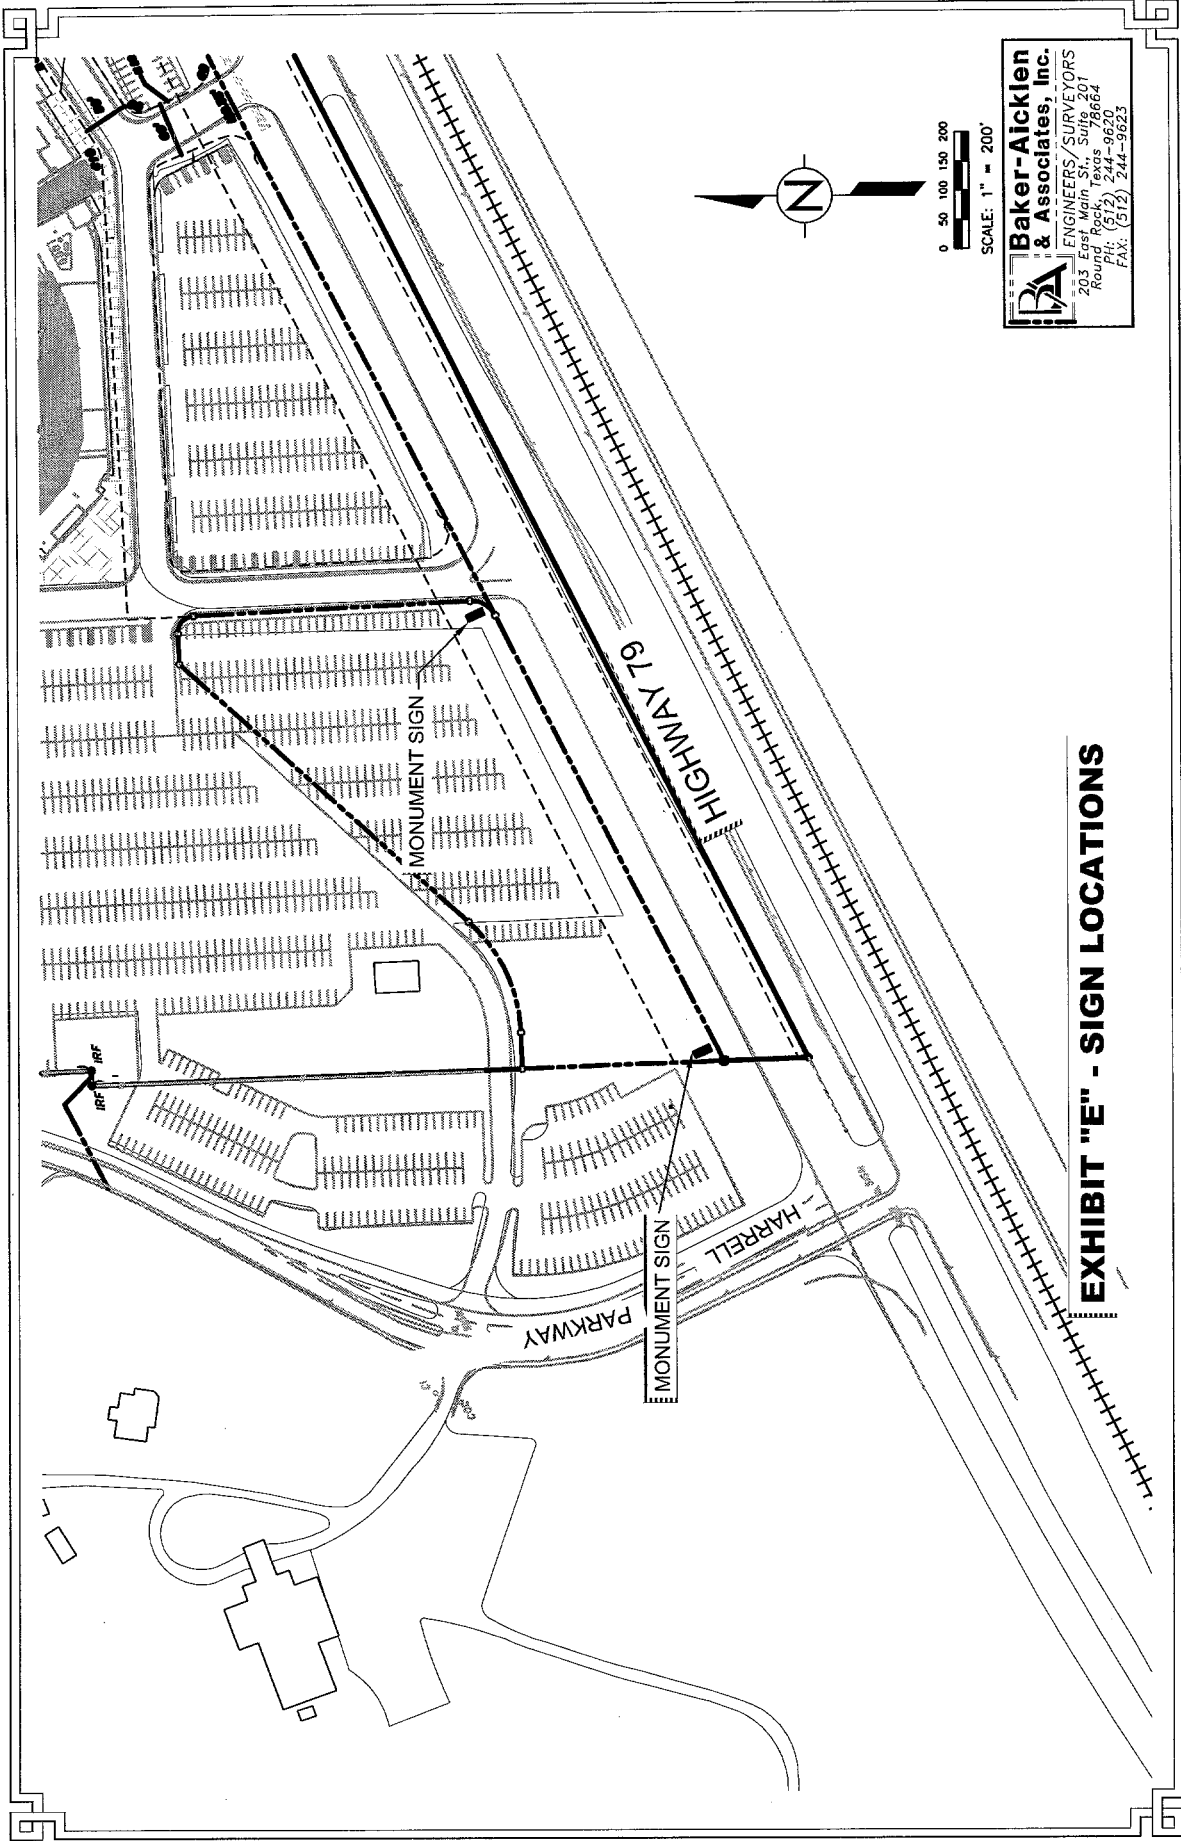 IRF
IRF
MONUMENT SIGN
MONUMENT SIGN
HIGHWAY 79
HARRELL
PARKWAY
N
0 50 100 150 200
SCALE: 1" = 200'
BA
Baker-Aicklen
& Associates, Inc.
ENGINEERS/SURVEYORS
203 East Main St., Suite 201
Round Rock, Texas 78664
PH: (512) 244-9620
FAX: (512) 244-9623
EXHIBIT "E" - SIGN LOCATIONS